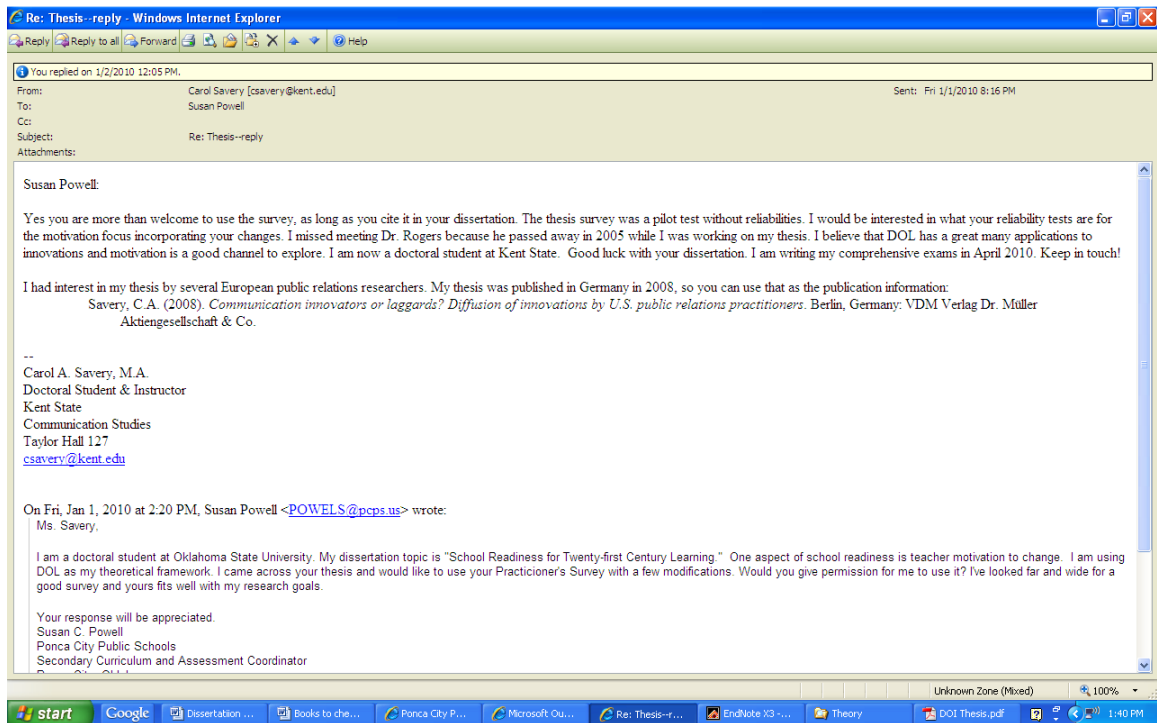 Re: Thesis--reply - Windows Internet Explorer
Reply Reply to all Forward Help
You replied on 1/2/2010 12:05 PM.
From: Carol Savery [csavery@kent.edu] Sent: Fri 1/1/2010 8:16 PM
To: Susan Powell
Cc:
Subject: Re: Thesis--reply
Attachments:
Susan Powell:
Yes you are more than welcome to use the survey, as long as you cite it in your dissertation. The thesis survey was a pilot test without reliabilities. I would be interested in what your reliability tests are for
the motivation focus incorporating your changes. I missed meeting Dr. Rogers because he passed away in 2005 while I was working on my thesis. I believe that DOL has a great many applications to
innovations and motivation is a good channel to explore. I am now a doctoral student at Kent State.  Good luck with your dissertation. I am writing my comprehensive exams in April 2010. Keep in touch!
I had interest in my thesis by several European public relations researchers. My thesis was published in Germany in 2008, so you can use that as the publication information:
Savery, C.A. (2008). Communication innovators or laggards? Diffusion of innovations by U.S. public relations practitioners. Berlin, Germany: VDM Verlag Dr. Müller
Aktiengesellschaft & Co.
--
Carol A. Savery, M.A.
Doctoral Student & Instructor
Kent State
Communication Studies
Taylor Hall 127
csavery@kent.edu
On Fri, Jan 1, 2010 at 2:20 PM, Susan Powell <POWELS@pcps.us> wrote:
Ms. Savery,
I am a doctoral student at Oklahoma State University. My dissertation topic is "School Readiness for Twenty-first Century Learning."  One aspect of school readiness is teacher motivation to change.  I am using
DOL as my theoretical framework. I came across your thesis and would like to use your Practicioner's Survey with a few modifications. Would you give permission for me to use it? I've looked far and wide for a
good survey and yours fits well with my research goals.
Your response will be appreciated.
Susan C. Powell
Ponca City Public Schools
Secondary Curriculum and Assessment Coordinator
Unknown Zone (Mixed) 100%
start Google Dissertatiion ... Books to che... Ponca City P... Microsoft Ou... Re: Thesis--r... EndNote X3 -... Theory DOI Thesis.pdf 1:40 PM